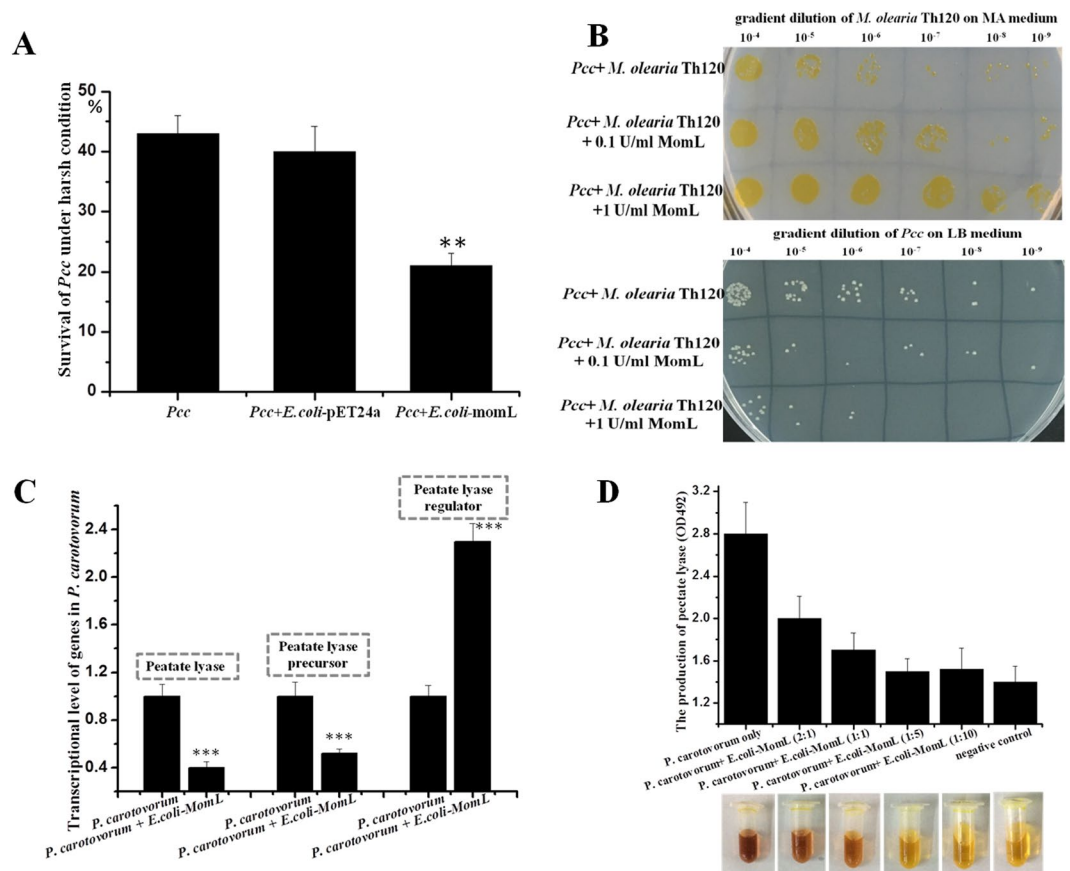 A
Survival of Pcc under harsh condition
%
50
40
30
20
10
0
**
Pcc
Pcc+E.coli-pET24a
Pcc+E.coli-momL
B
gradient dilution of M. olearia Th120 on MA medium
10-4 10-5 10-6 10-7 10-8 10-9
Pcc+ M. olearia Th120
Pcc+ M. olearia Th120
+ 0.1 U/ml MomL
Pcc+ M. olearia Th120
+1 U/ml MomL
gradient dilution of Pcc on LB medium
10-4 10-5 10-6 10-7 10-8 10-9
Pcc+ M. olearia Th120
Pcc+ M. olearia Th120
+ 0.1 U/ml MomL
Pcc+ M. olearia Th120
+1 U/ml MomL
C
Transcriptional level of genes in P. carotovorum
2.4
2.0
1.6
1.2
0.8
0.4
Peatate lyase
***
Peatate lyase
precursor
***
Peatate lyase
regulator
***
P. carotovorum
P. carotovorum + E.coli-MomL
P. carotovorum
P. carotovorum + E.coli-MomL
P. carotovorum
P. carotovorum + E.coli-MomL
D
The production of pectate lyase (OD492)
3.2
2.8
2.4
2.0
1.6
1.2
P. carotovorum only
P. carotovorum+ E.coli-MomL (2:1)
P. carotovorum+ E.coli-MomL (1:1)
P. carotovorum+ E.coli-MomL (1:5)
P. carotovorum+ E.coli-MomL (1:10)
negative control